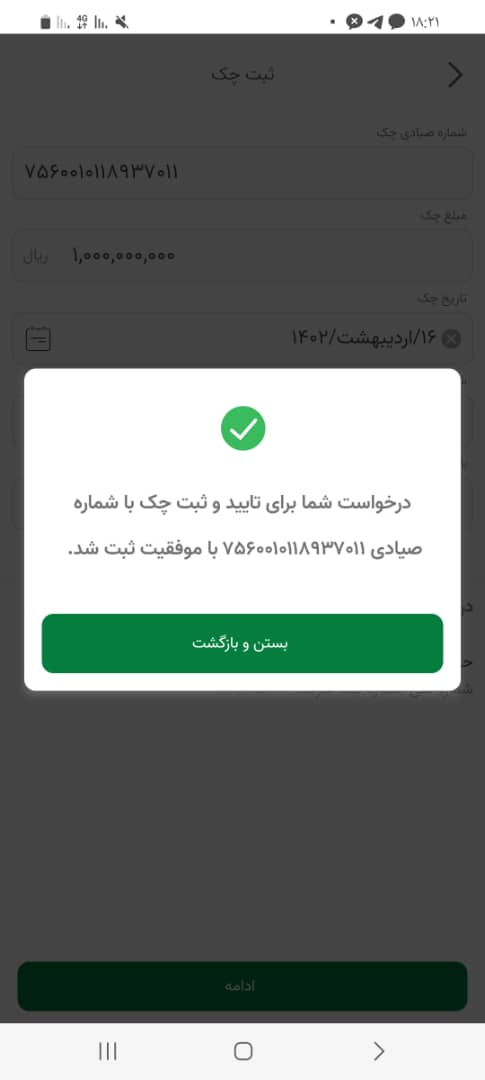 ۱۸:۲۱
4G
ثبت چک
شماره صیادی چک
۷۵۶۰۰۱۰۱۱۸۹۳۷۰۱۱
مبلغ چک
۱,۰۰۰,۰۰۰,۰۰۰ ریال
تاریخ چک
۱۶/اردیبهشت/۱۴۰۲
درخواست شما برای تایید و ثبت چک با شماره
صیادی ۷۵۶۰۰۱۰۱۱۸۹۳۷۰۱۱ با موفقیت ثبت شد.
بستن و بازگشت
ادامه